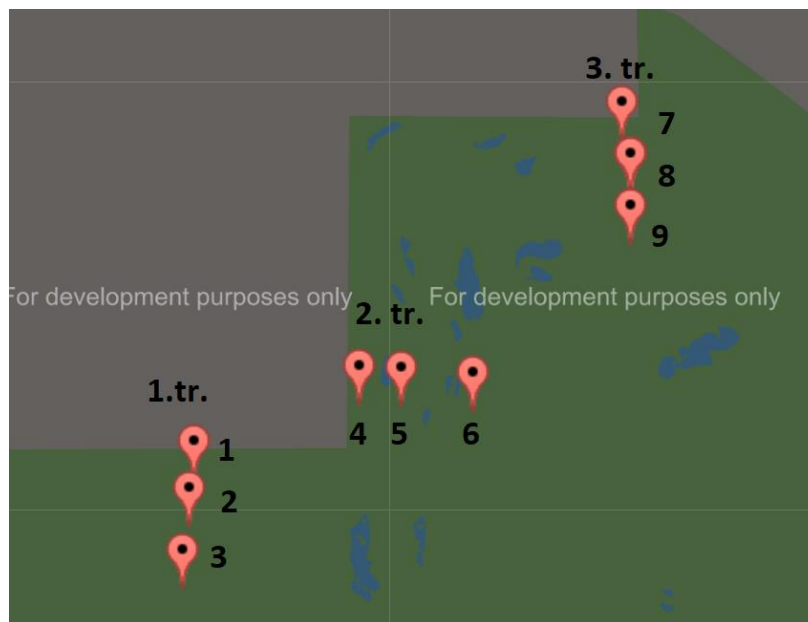 3. tr.
7
8
9
For development purposes only
For development purposes only
2. tr.
1.tr.
4
5
6
1
2
3